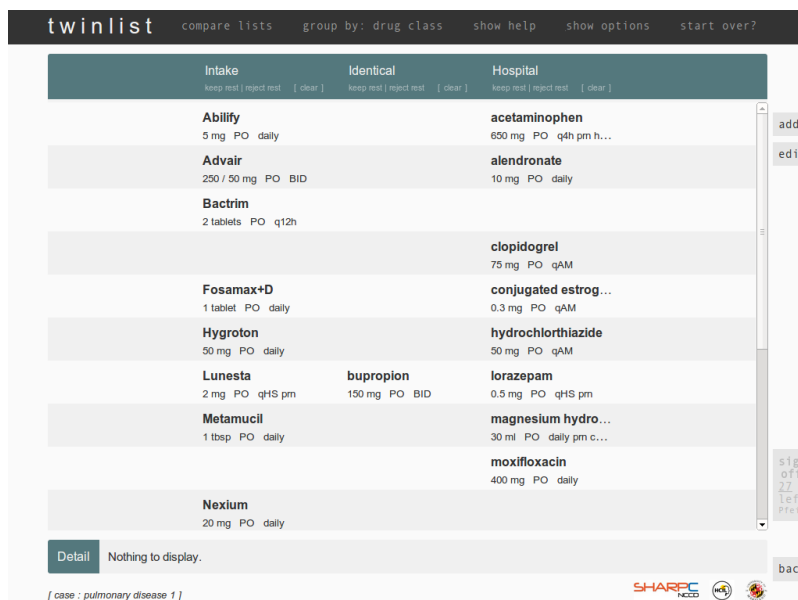 twinlist compare lists group by: drug class show help show options start over?
Intake Identical Hospital
keep rest | reject rest [ clear ] keep rest | reject rest [ clear ] keep rest | reject rest [ clear ]
Abilify acetaminophen
5 mg PO daily 650 mg PO q4h prn h...
add
Advair alendronate
edi
250 / 50 mg PO BID 10 mg PO daily
Bactrim
2 tablets PO q12h
clopidogrel
75 mg PO qAM
Fosamax+D conjugated estrog...
1 tablet PO daily 0.3 mg PO qAM
Hygroton hydrochlorthiazide
50 mg PO daily 50 mg PO qAM
Lunesta bupropion lorazepam
2 mg PO qHS prn 150 mg PO BID 0.5 mg PO qHS prn
Metamucil magnesium hydro...
1 tbsp PO daily 30 ml PO daily prn c...
moxifloxacin
400 mg PO daily
sig
of
27
lef
Nexium
20 mg PO daily
Detail Nothing to display.
bac
SHARPC
NCCD
HCIL
[ case : pulmonary disease 1 ]